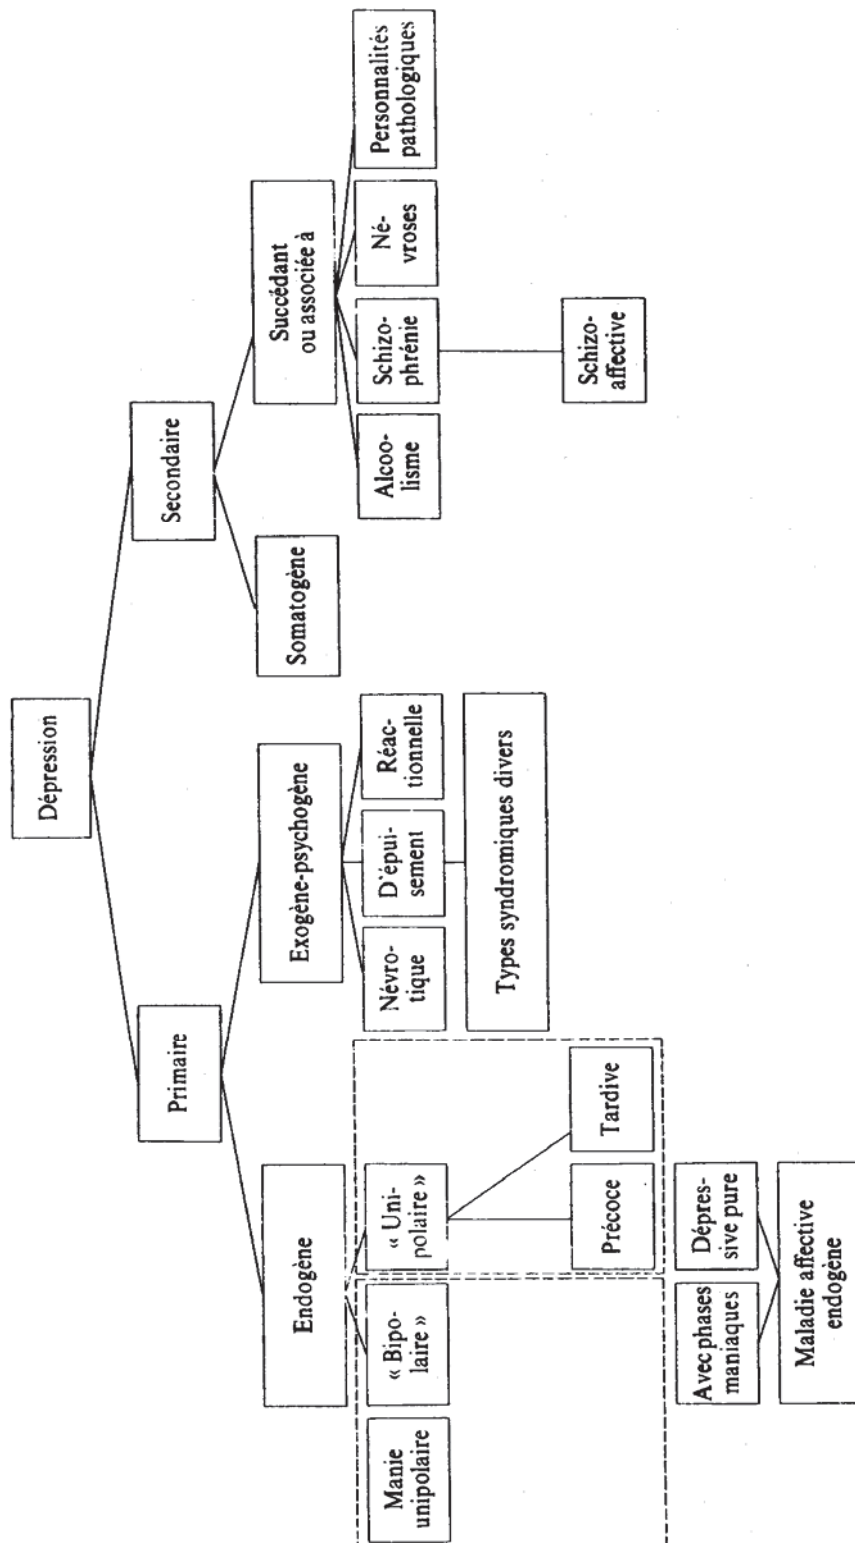 Dépression
Primaire
Secondaire
Endogène
Exogène-psychogène
Somatogène
Succédant
ou associée à
Manie
unipolaire
« Bipo-
laire »
« Uni-
polaire »
Névro-
tique
D'épui-
sement
Réac-
tionnelle
Alcoo-
lisme
Schizo-
phrénie
Né-
vroses
Personnalités
pathologiques
Types syndromiques divers
Précoce
Tardive
Schizo-
affective
Avec phases
maniaques
Dépres-
sive pure
Maladie affective
endogène